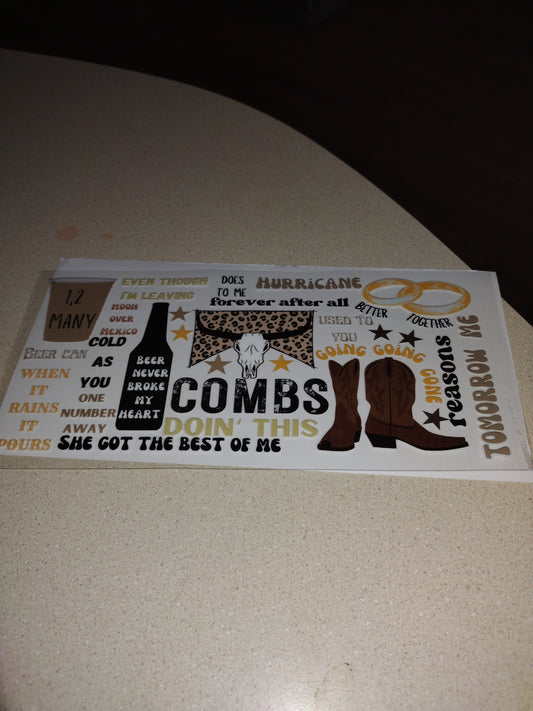 1,2
MANY
EVEN THOUGH
I'M LEAVING
DOES
TO ME
HURRICANE
forever after all
MOON
OVER
MEXICO
BEER CAN
COLD
AS
YOU
WHEN
IT
RAINS
IT
POURS
ONE
NUMBER
AWAY
BEER
NEVER
BROKE
MY
HEART
COMBS
DOIN' THIS
SHE GOT THE BEST OF ME
USED TO
YOU
BETTER
TOGETHER
GOING GOING
GONE
reasons
TOMORROW ME